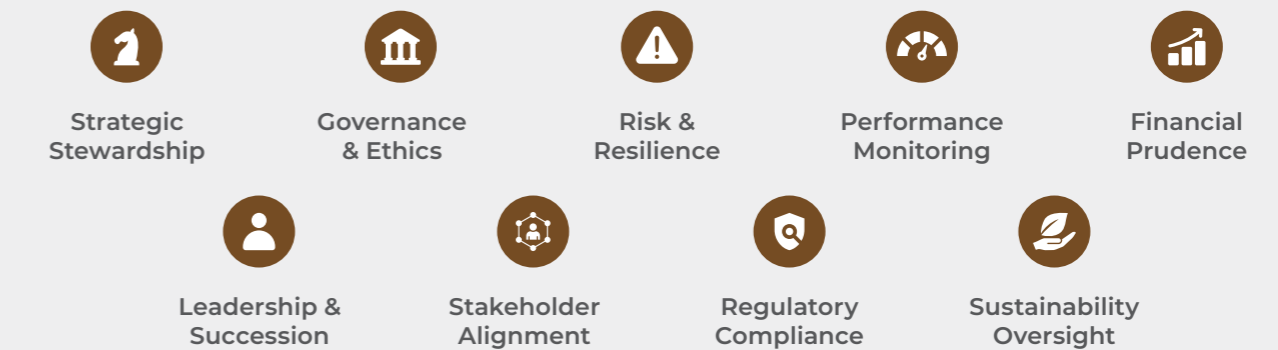 Strategic
Stewardship
Governance
& Ethics
Risk &
Resilience
Performance
Monitoring
Financial
Prudence
Leadership &
Succession
Stakeholder
Alignment
Regulatory
Compliance
Sustainability
Oversight